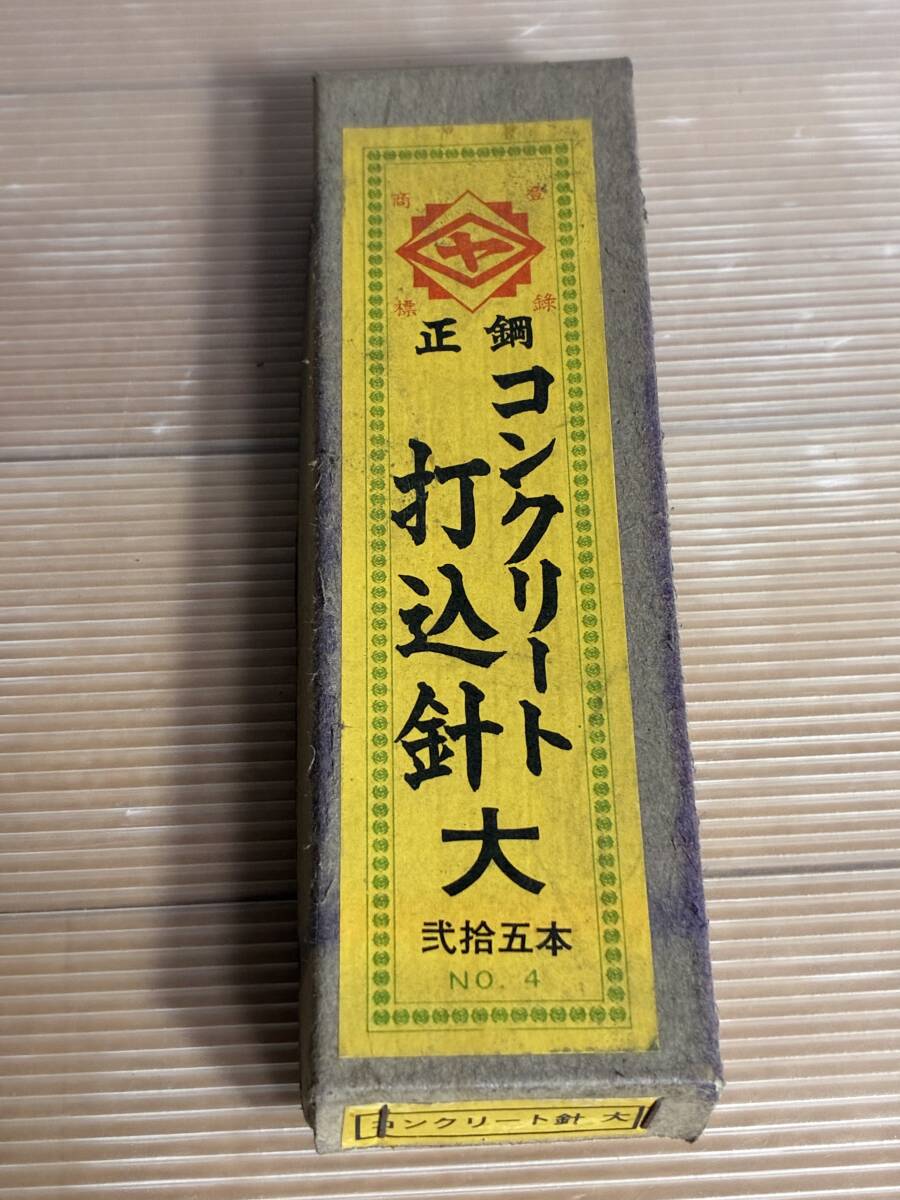 登録商標
ヤ
正鋼
コンクリート
打込針
大
弐拾五本
NO. 4
コンクリート針 大